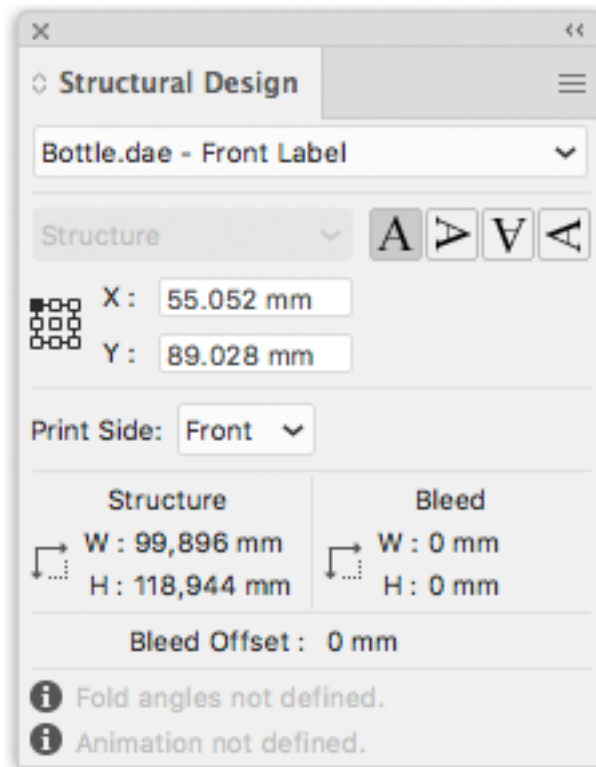 Structural Design
Bottle.dae - Front Label
Structure A A A A
X : 55.052 mm
Y : 89.028 mm
Print Side: Front
Structure
W : 99,896 mm
H : 118,944 mm
Bleed
W : 0 mm
H : 0 mm
Bleed Offset : 0 mm
Fold angles not defined.
Animation not defined.